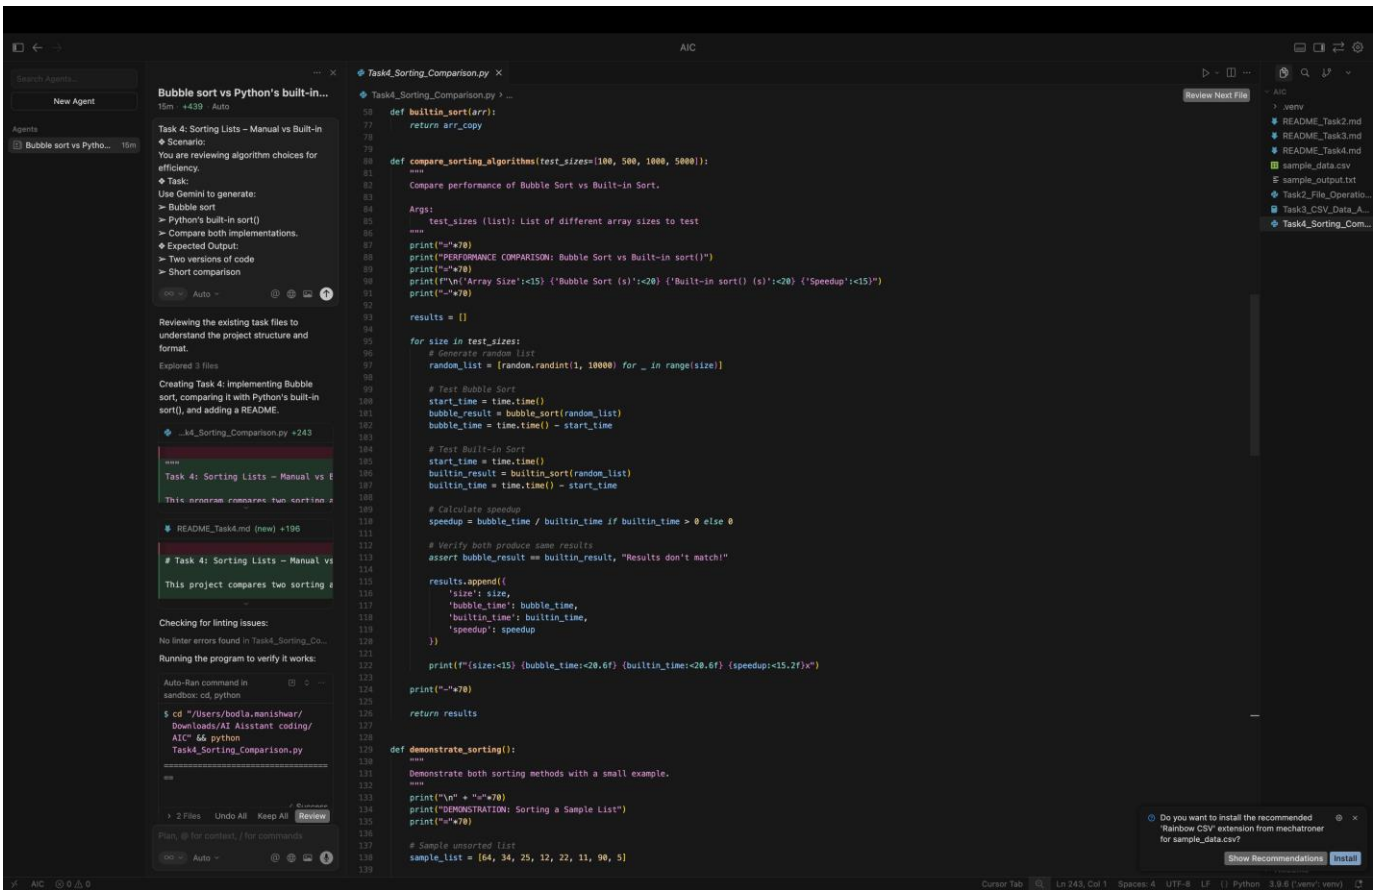 AIC
Search Agents...
New Agent
Agents
Bubble sort vs Pytho... 15m
Bubble sort vs Python's built-in...
15m · +439 · Auto
Task 4: Sorting Lists – Manual vs Built-in
❖ Scenario:
You are reviewing algorithm choices for
efficiency.
❖ Task:
Use Gemini to generate:
➢ Bubble sort
➢ Python's built-in sort()
➢ Compare both implementations.
❖ Expected Output:
➢ Two versions of code
➢ Short comparison
Auto
Reviewing the existing task files to
understand the project structure and
format.
Explored 3 files
Creating Task 4: implementing Bubble
sort, comparing it with Python's built-in
sort(), and adding a README.
...k4_Sorting_Comparison.py +243
"""
Task 4: Sorting Lists – Manual vs B
This program compares two sorting a
README_Task4.md (new) +196
# Task 4: Sorting Lists – Manual vs
This project compares two sorting a
Checking for linting issues:
No linter errors found in Task4_Sorting_Co...
Running the program to verify it works:
Auto-Ran command in
sandbox: cd, python
$ cd "/Users/bodla.manishwar/
Downloads/AI Aisstant coding/
AIC" && python
Task4_Sorting_Comparison.py
==================================
==
Success
2 Files Undo All Keep All Review
Plan, @ for context, / for commands
Auto
Task4_Sorting_Comparison.py
Task4_Sorting_Comparison.py > ...
Review Next File
58 def builtin_sort(arr):
77 return arr_copy
78
79
80 def compare_sorting_algorithms(test_sizes=[100, 500, 1000, 5000]):
81 """
82 Compare performance of Bubble Sort vs Built-in Sort.
83
84 Args:
85 test_sizes (list): List of different array sizes to test
86 """
87 print("="*70)
88 print("PERFORMANCE COMPARISON: Bubble Sort vs Built-in sort()")
89 print("="*70)
90 print(f"\n{'Array Size':<15} {'Bubble Sort (s)':<20} {'Built-in sort() (s)':<20} {'Speedup':<15}")
91 print("-"*70)
92
93 results = []
94
95 for size in test_sizes:
96 # Generate random list
97 random_list = [random.randint(1, 10000) for _ in range(size)]
98
99 # Test Bubble Sort
100 start_time = time.time()
101 bubble_result = bubble_sort(random_list)
102 bubble_time = time.time() - start_time
103
104 # Test Built-in Sort
105 start_time = time.time()
106 builtin_result = builtin_sort(random_list)
107 builtin_time = time.time() - start_time
108
109 # Calculate speedup
110 speedup = bubble_time / builtin_time if builtin_time > 0 else 0
111
112 # Verify both produce same results
113 assert bubble_result == builtin_result, "Results don't match!"
114
115 results.append({
116 'size': size,
117 'bubble_time': bubble_time,
118 'builtin_time': builtin_time,
119 'speedup': speedup
120 })
121
122 print(f"{size:<15} {bubble_time:<20.6f} {builtin_time:<20.6f} {speedup:<15.2f}x")
123
124 print("-"*70)
125
126 return results
127
128
129 def demonstrate_sorting():
130 """
131 Demonstrate both sorting methods with a small example.
132 """
133 print("\n" + "="*70)
134 print("DEMONSTRATION: Sorting a Sample List")
135 print("="*70)
136
137 # Sample unsorted list
138 sample_list = [64, 34, 25, 12, 22, 11, 90, 5]
139
AIC
.venv
README_Task2.md
README_Task3.md
README_Task4.md
sample_data.csv
sample_output.txt
Task2_File_Operatio...
Task3_CSV_Data_A...
Task4_Sorting_Com...
Do you want to install the recommended
'Rainbow CSV' extension from mechatroner
for sample_data.csv?
Show Recommendations Install
AIC 0 0
Cursor Tab Ln 243, Col 1 Spaces: 4 UTF-8 LF Python 3.9.6 ('.venv': venv)